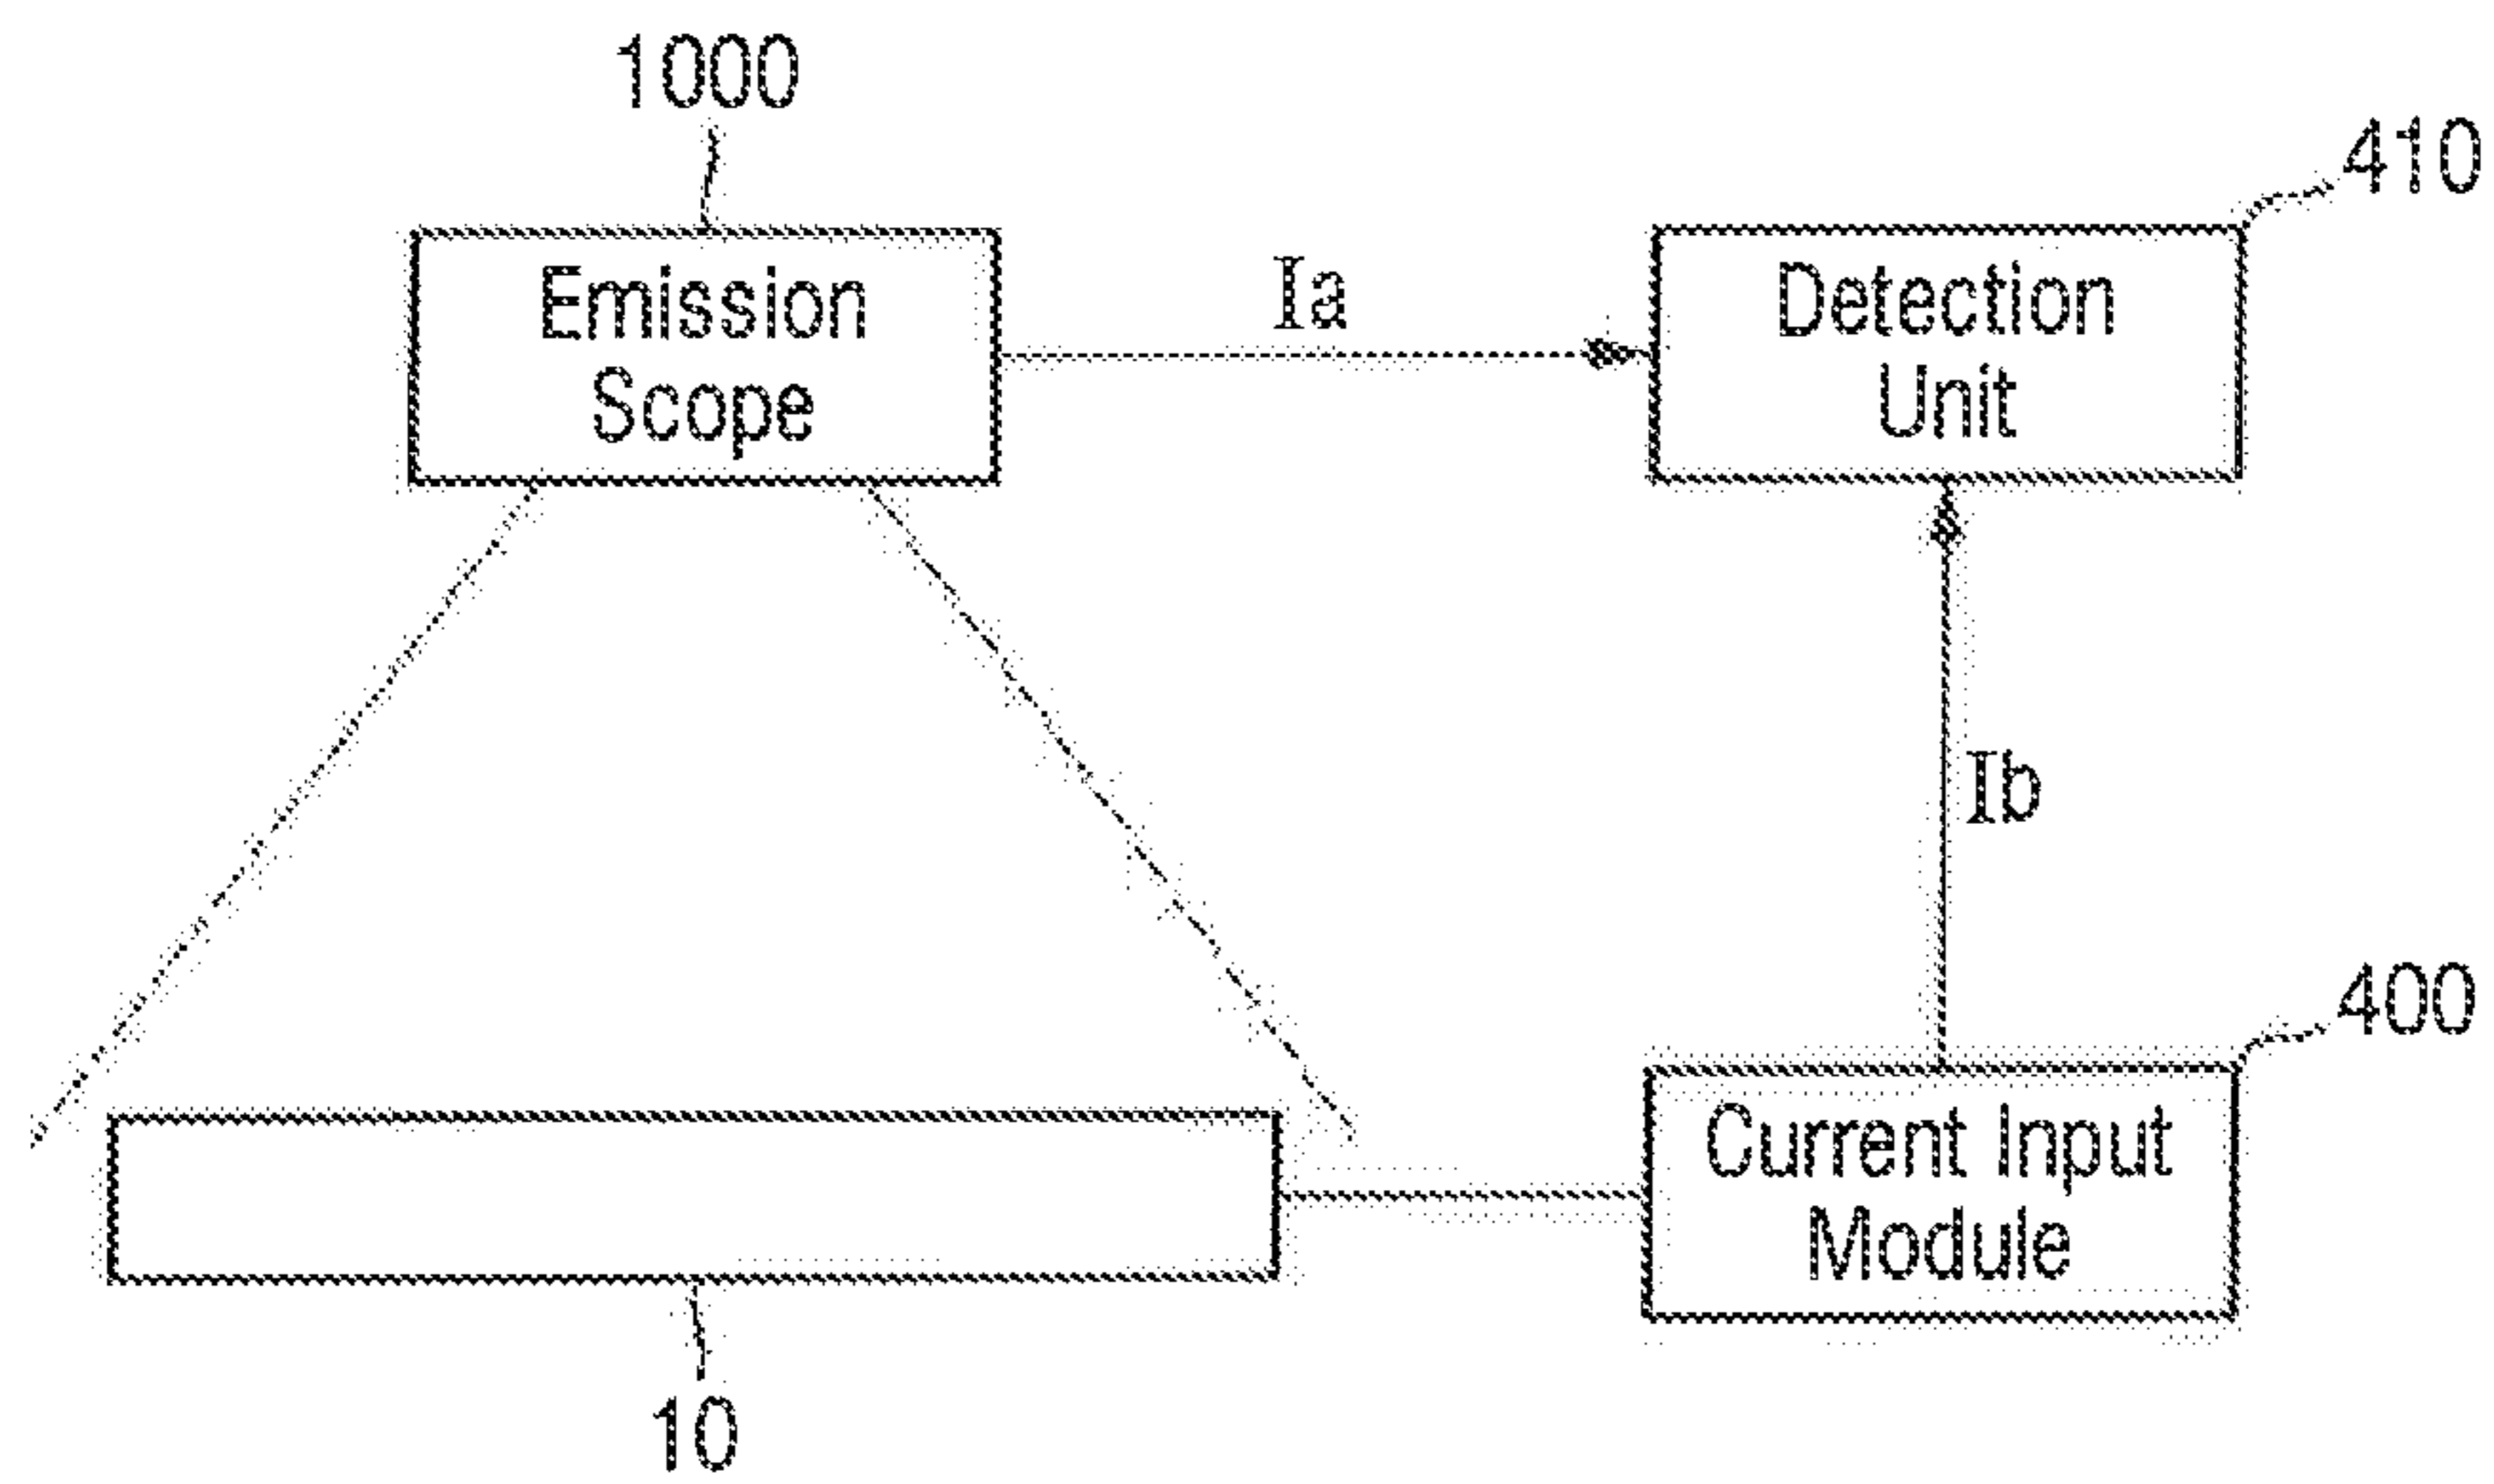 1000
410
Emission
Scope
Ia
Detection
Unit
Ib
400
Current Input
Module
10